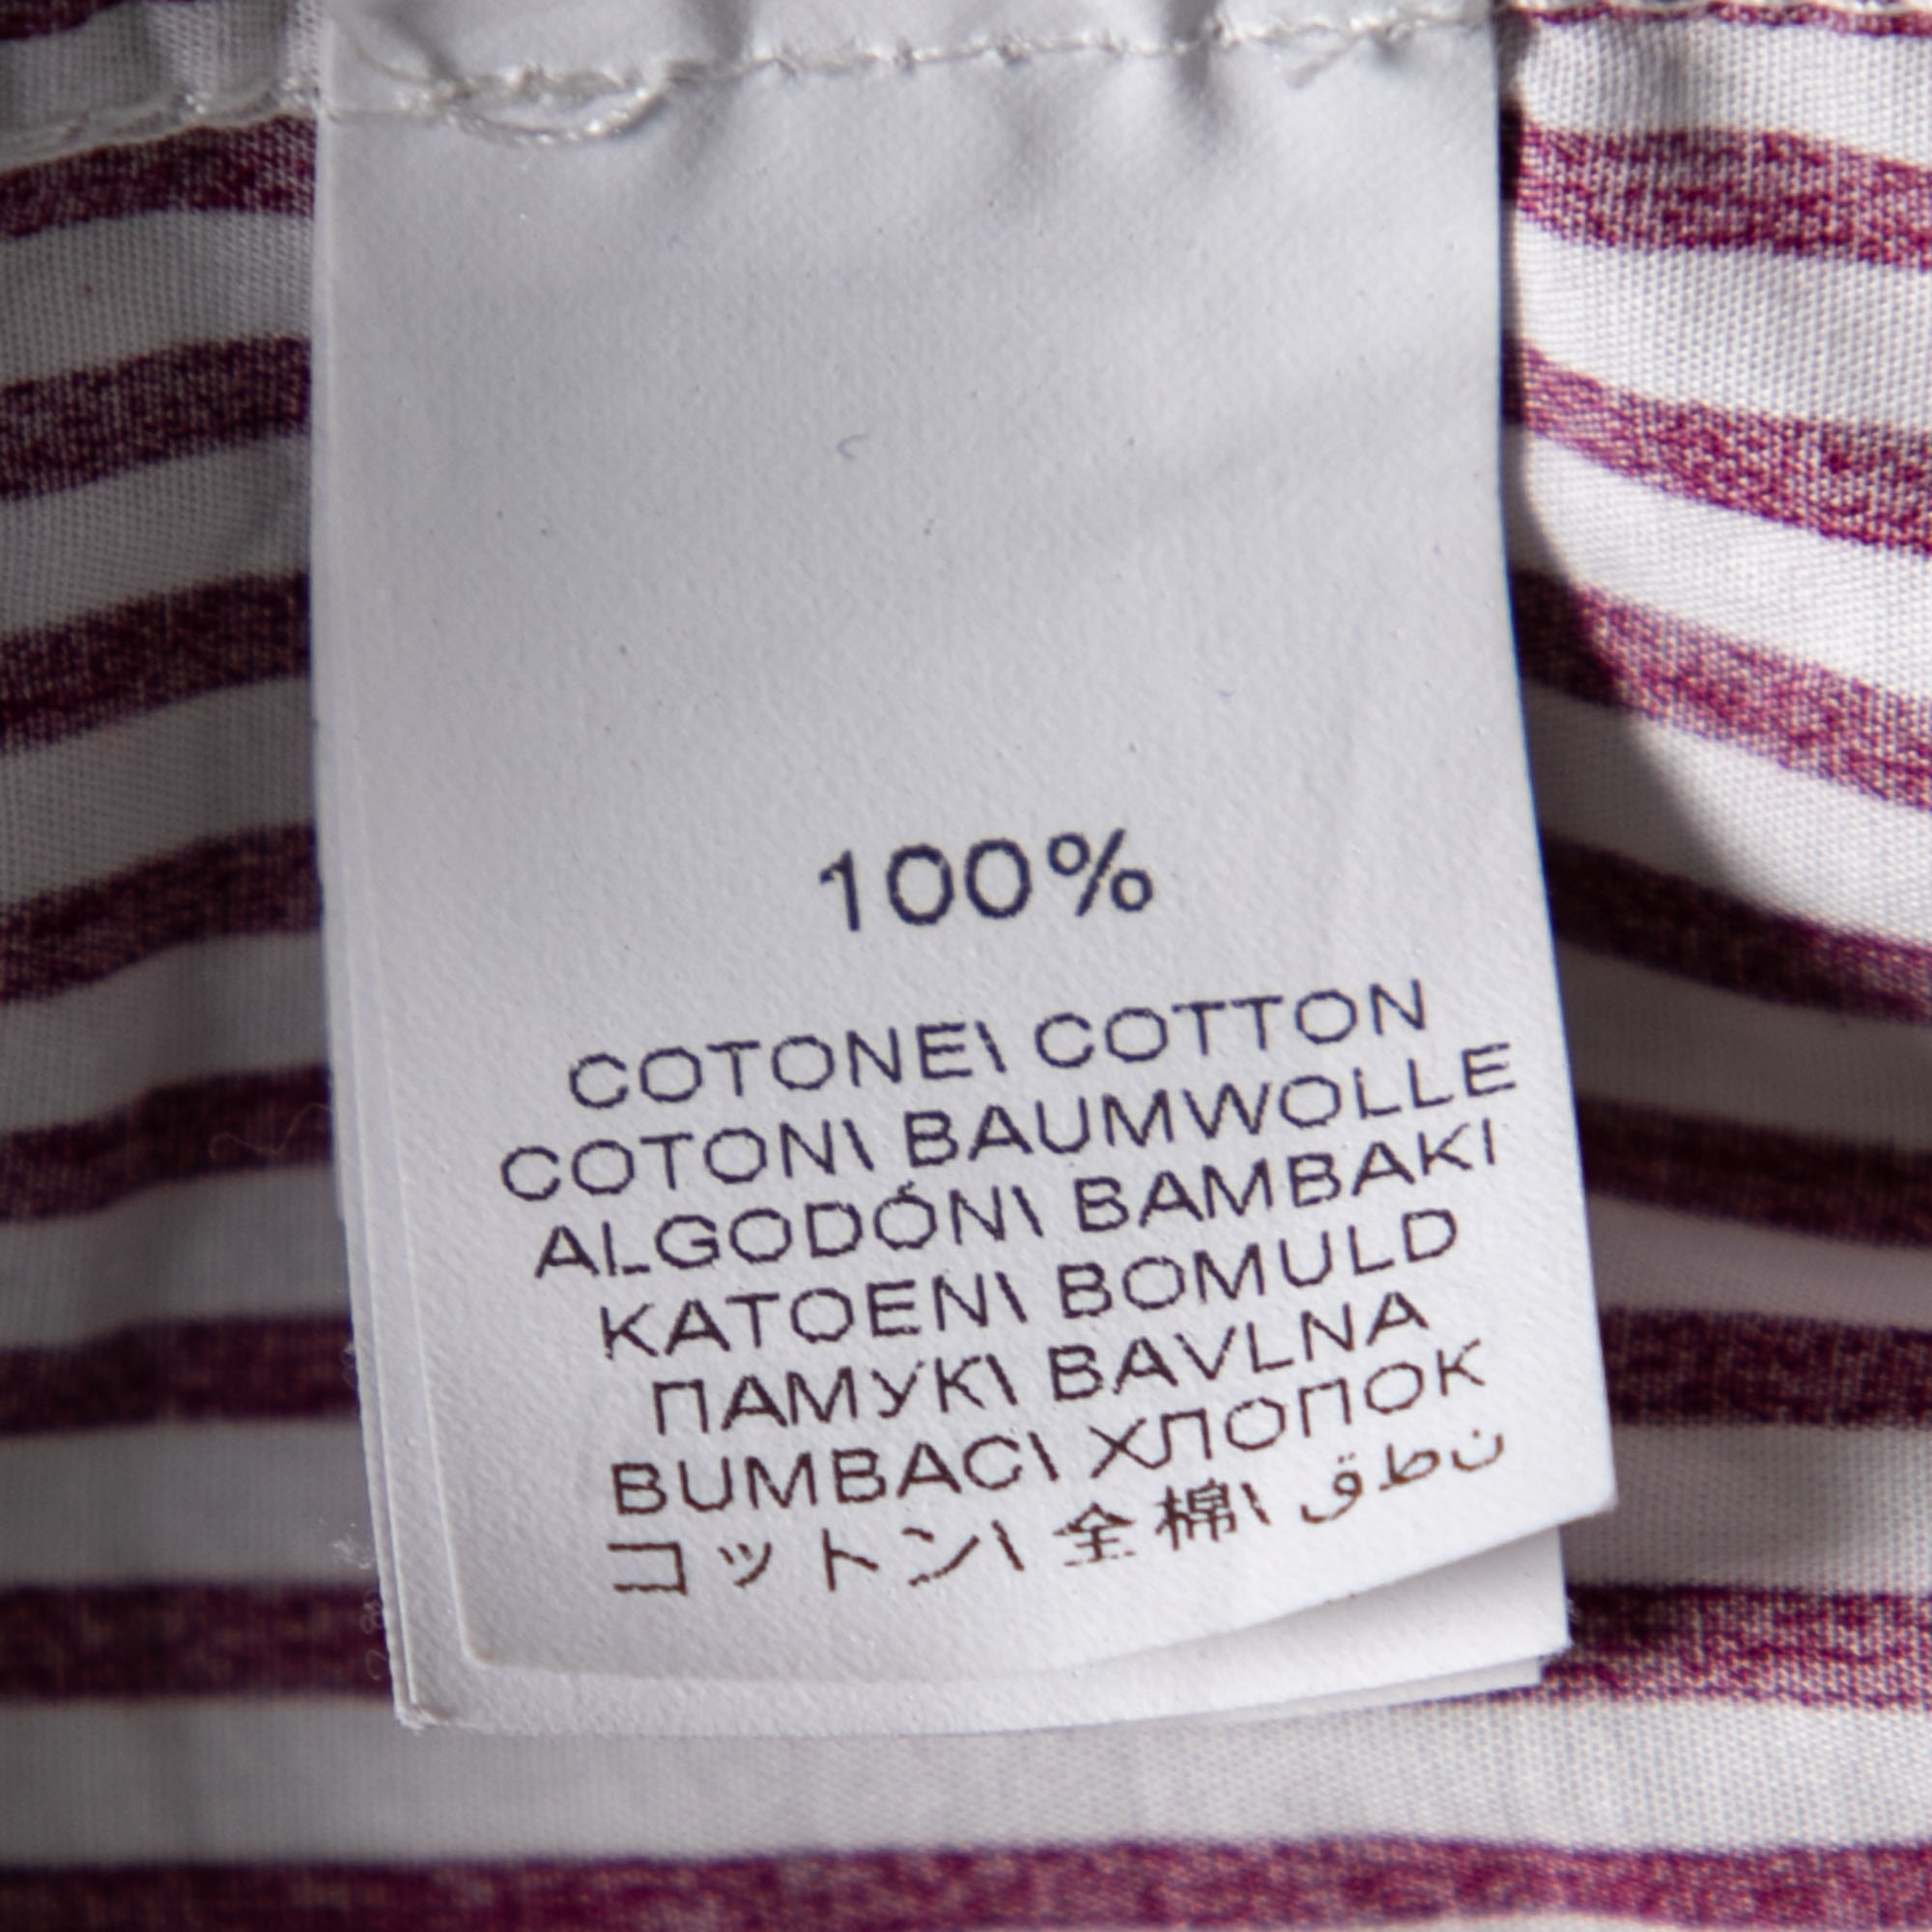 100%
COTONE\ COTTON
COTON\ BAUMWOLLE
ALGODÓN\ BAMBAKI
KATOEN\ BOMULD
ПАМУК\ BAVLNA
BUMBAC\ ХЛОПОК
コットン\ 全棉\ ق ط ن